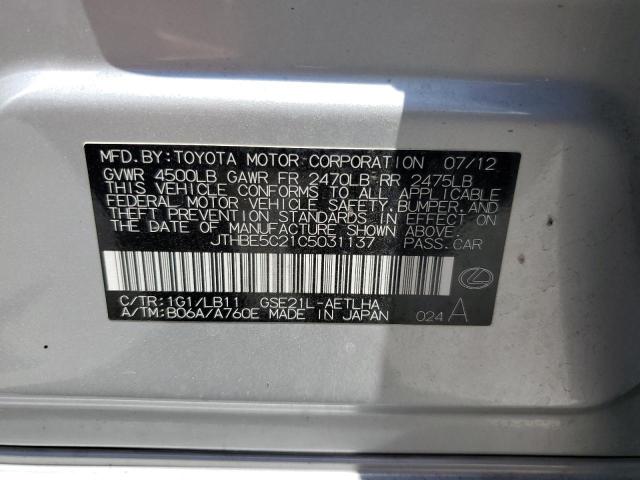 MFD. BY: TOYOTA MOTOR CORPORATION 07/12
GVWR 4500LB GAWR FR 2470LB RR 2475LB
THIS VEHICLE CONFORMS TO ALL APPLICABLE
FEDERAL MOTOR VEHICLE SAFETY, BUMPER, AND
THEFT PREVENTION STANDARDS IN EFFECT ON
THE DATE OF MANUFACTURE SHOWN ABOVE.
JTHBE5C21C5031137 PASS. CAR
C/TR: 1G1/LB11 GSE21L-AETLHA
A/TM: B06A/A760E MADE IN JAPAN 024 A